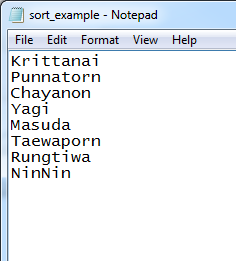 sort_example - Notepad
File Edit Format View Help
Krittanai
Punnatorn
Chayanon
Yagi
Masuda
Taewaporn
Rungtiwa
NinNin